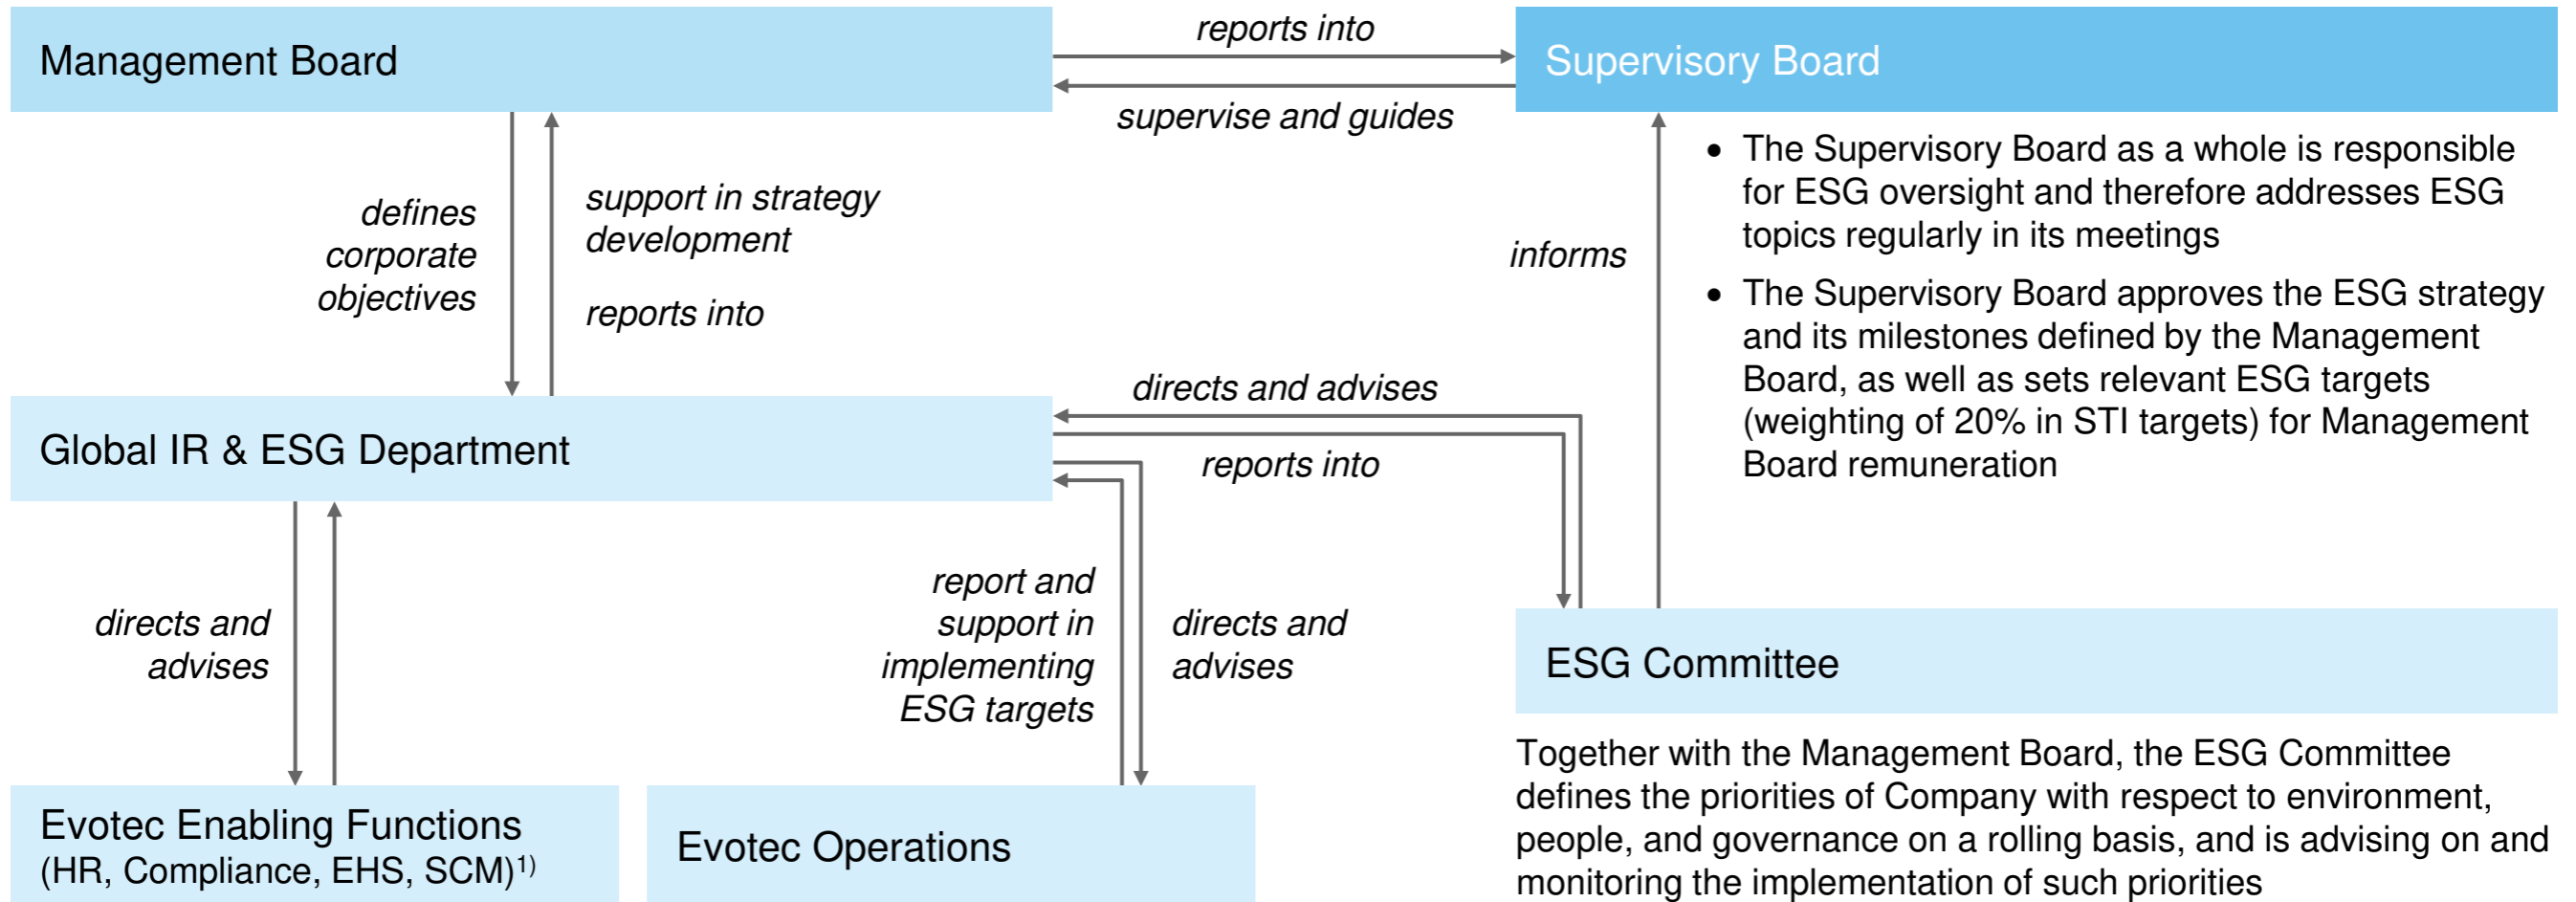 Management Board
reports into
supervise and guides
Supervisory Board
• The Supervisory Board as a whole is responsible
for ESG oversight and therefore addresses ESG
topics regularly in its meetings
• The Supervisory Board approves the ESG strategy
and its milestones defined by the Management
Board, as well as sets relevant ESG targets
(weighting of 20% in STI targets) for Management
Board remuneration
defines
corporate
objectives
support in strategy
development
reports into
informs
Global IR & ESG Department
directs and advises
reports into
directs and
advises
report and
support in
implementing
ESG targets
directs and
advises
ESG Committee
Together with the Management Board, the ESG Committee
defines the priorities of Company with respect to environment,
people, and governance on a rolling basis, and is advising on and
monitoring the implementation of such priorities
Evotec Enabling Functions
(HR, Compliance, EHS, SCM)¹⁾
Evotec Operations